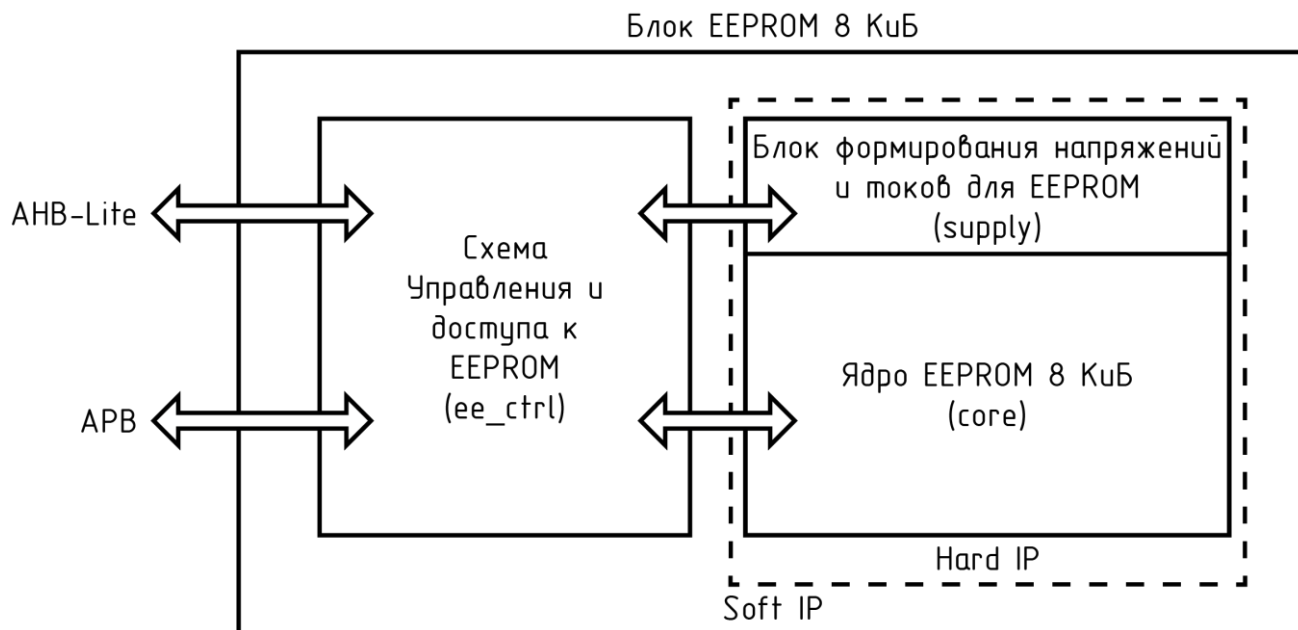 Блок EEPROM 8 КиБ
AHB-Lite
APB
Схема
Управления и
доступа к
EEPROM
(ee_ctrl)
Блок формирования напряжений
и токов для EEPROM
(supply)
Ядро EEPROM 8 КиБ
(core)
Hard IP
Soft IP